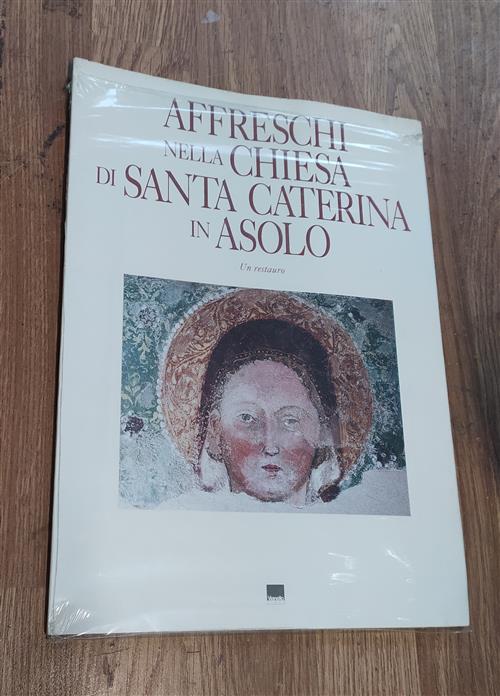 AFFRESCHI
NELLA CHIESA
DI SANTA CATERINA
IN ASOLO
Un restauro